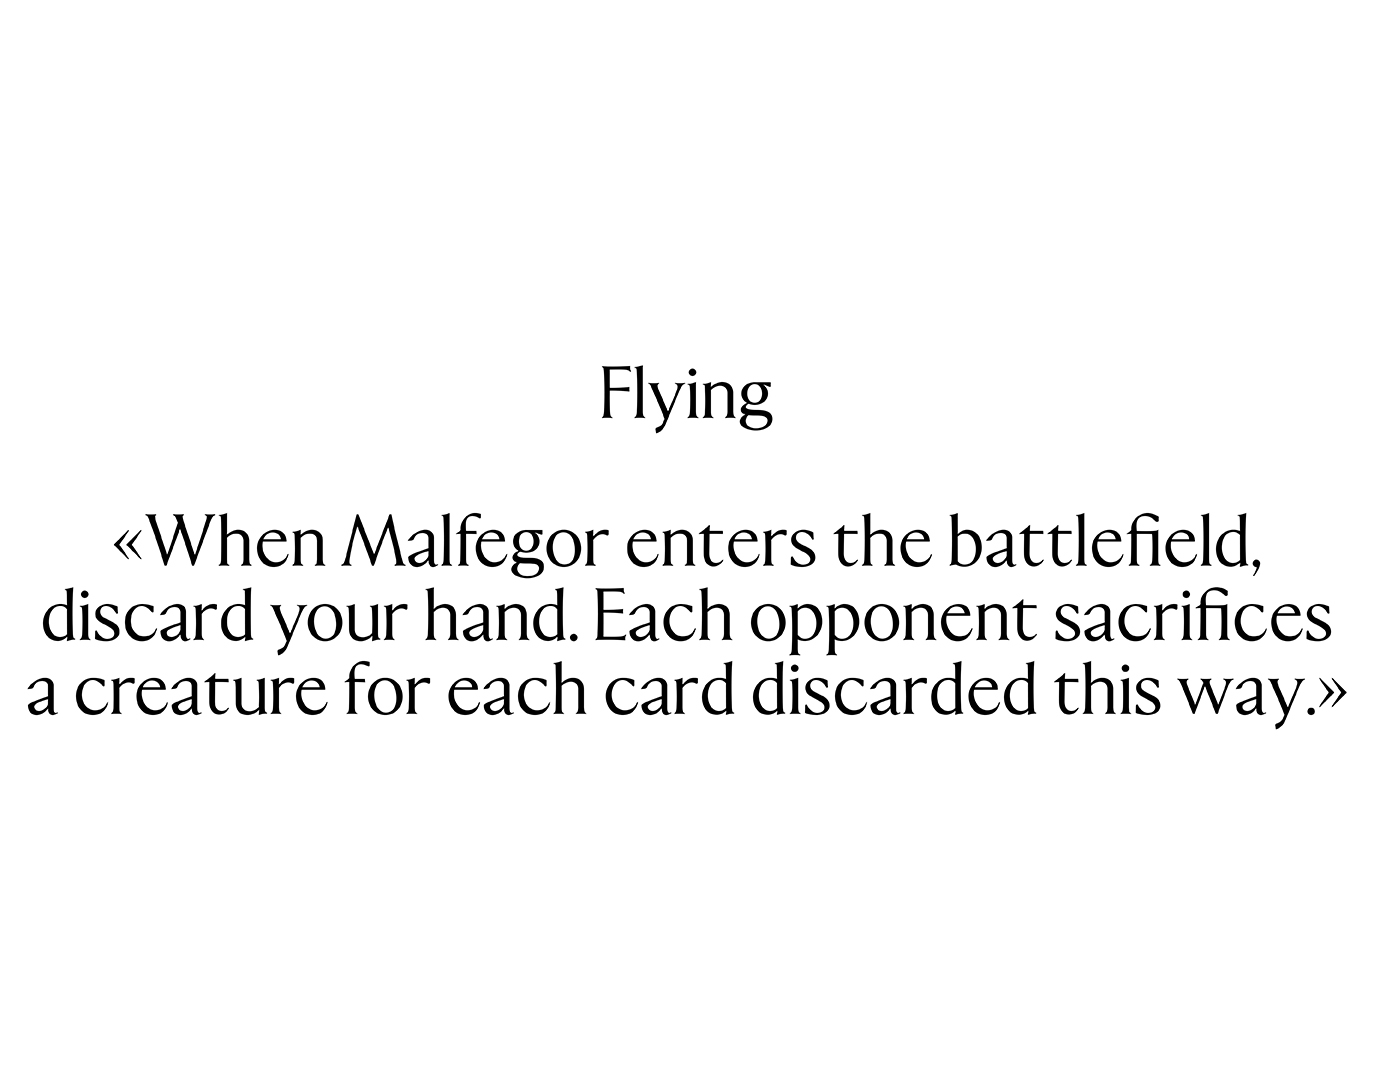 Flying
«When Malfegor enters the battlefield,
discard your hand. Each opponent sacrifices
a creature for each card discarded this way.»